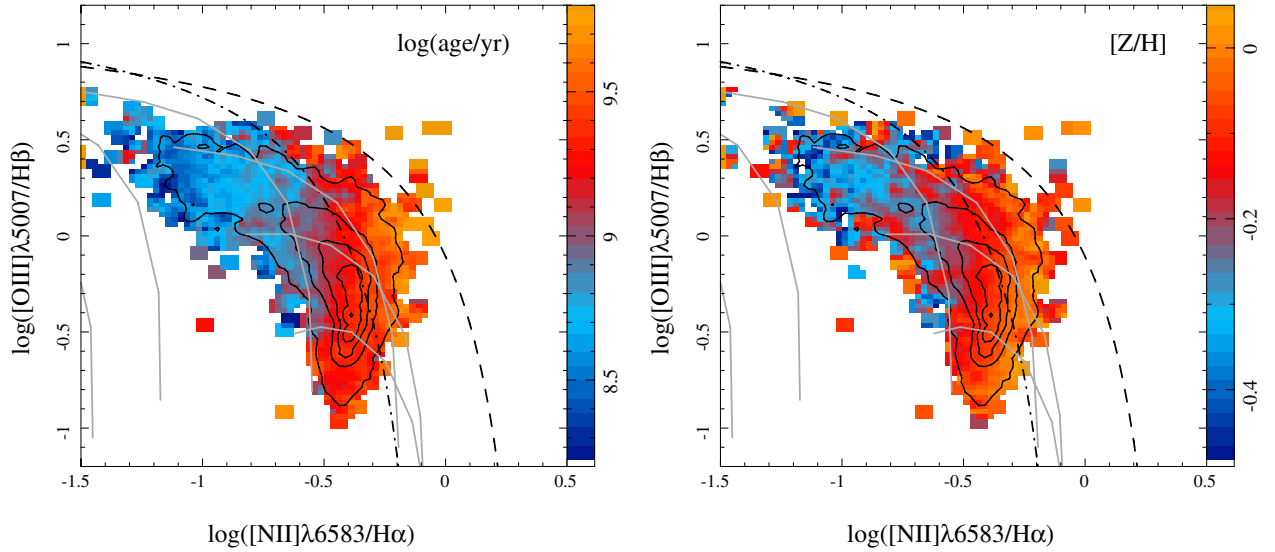 log(age/yr)
1
0.5
0
-0.5
-1
log([OIII]λ5007/Hβ)
-1.5 -1 -0.5 0 0.5
log([NII]λ6583/Hα)
9.5
9
8.5
[Z/H]
1
0.5
0
-0.5
-1
log([OIII]λ5007/Hβ)
-1.5 -1 -0.5 0 0.5
log([NII]λ6583/Hα)
0
-0.2
-0.4